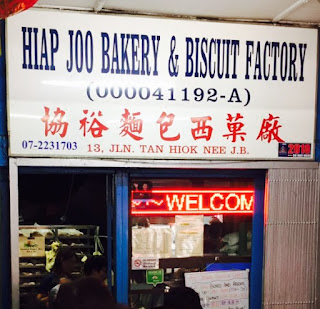 HIAP JOO BAKERY & BISCUIT FACTORY
(000041192-A)
協裕麵包西菓廠
07-2231703
13, JLN. TAN HIOK NEE J.B.
WELCOM